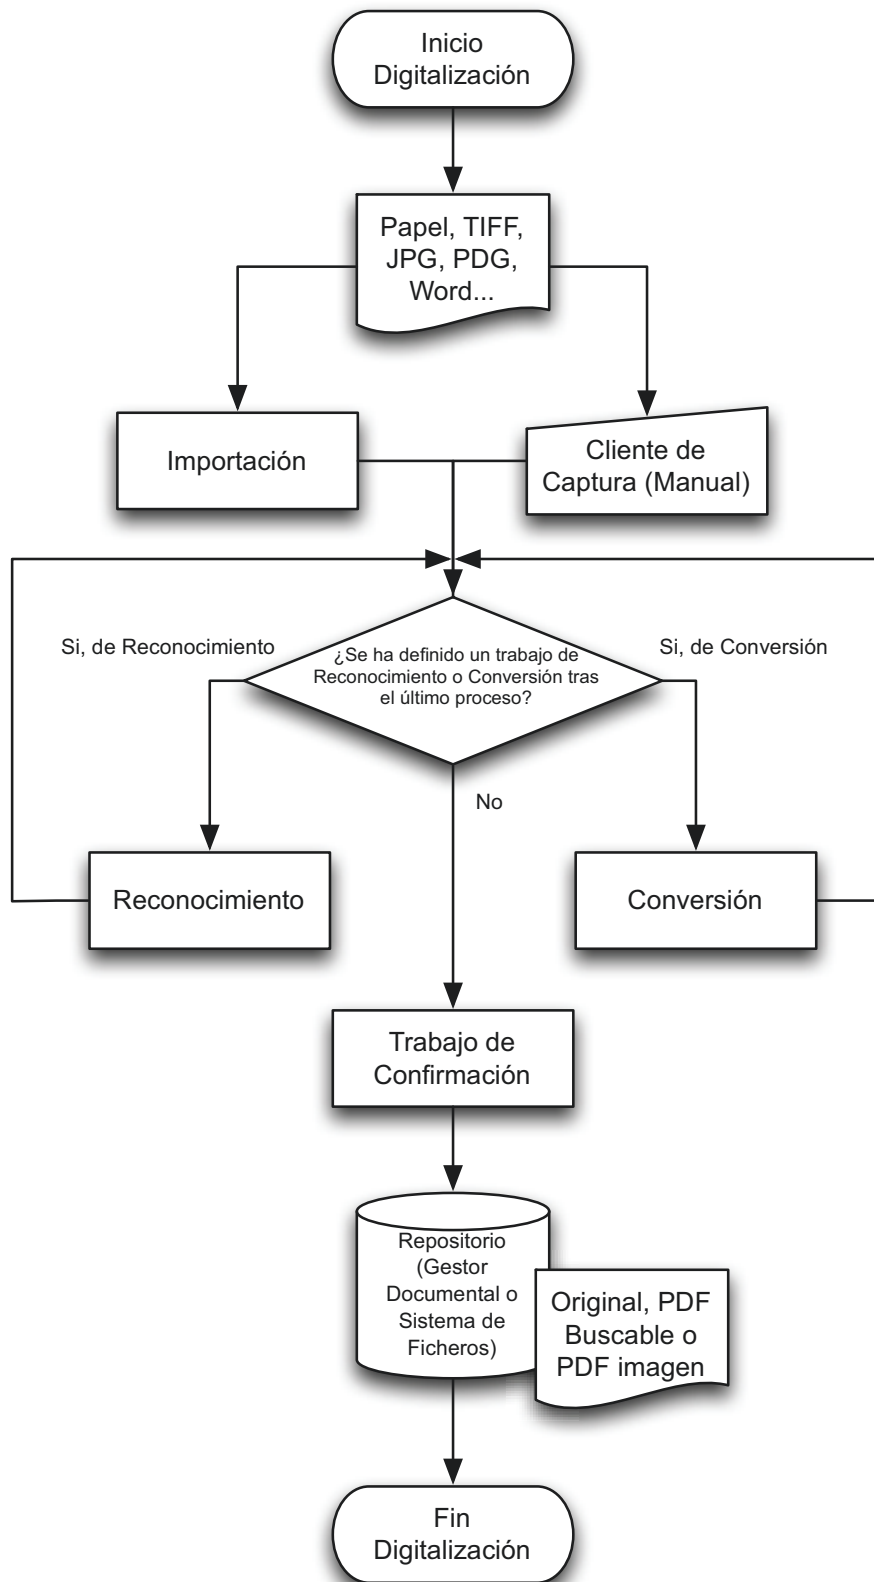 Inicio
Digitalización
Papel, TIFF,
JPG, PDG,
Word...
Importación
Cliente de
Captura (Manual)
Si, de Reconocimiento
¿Se ha definido un trabajo de
Reconocimiento o Conversión tras
el último proceso?
Si, de Conversión
No
Reconocimiento
Conversión
Trabajo de
Confirmación
Repositorio
(Gestor
Documental o
Sistema de
Ficheros)
Original, PDF
Buscable o
PDF imagen
Fin
Digitalización